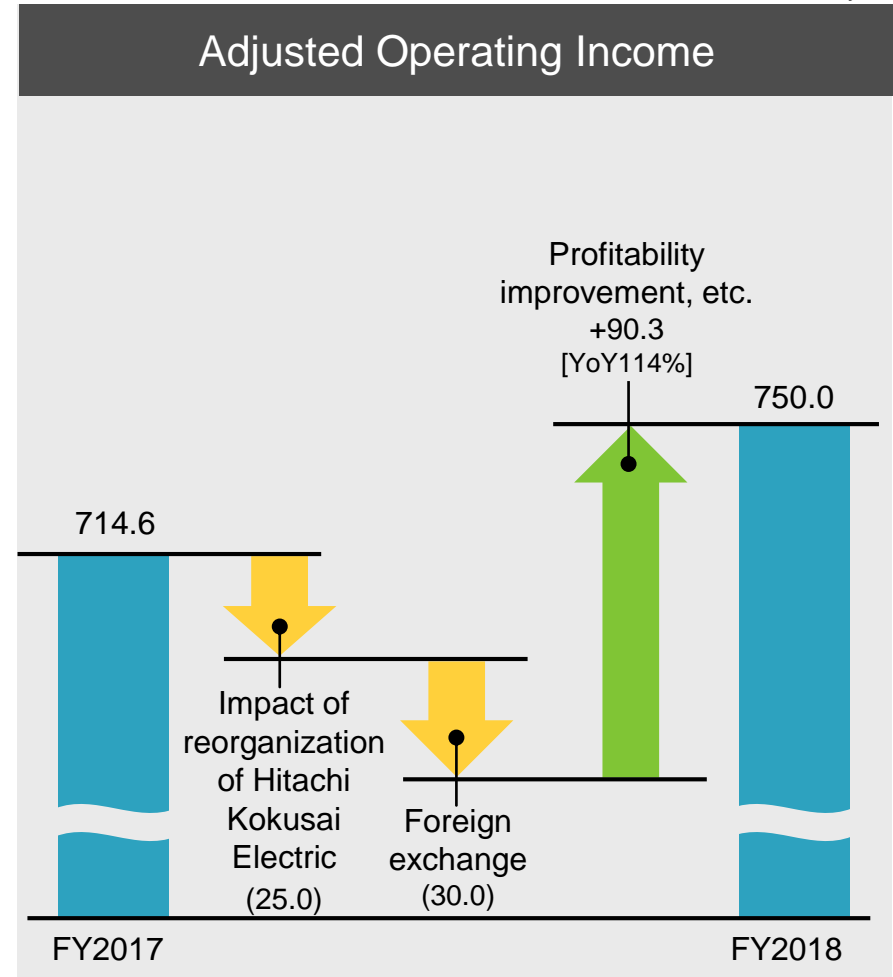 Adjusted Operating Income
Profitability
improvement, etc.
+90.3
[YoY114%]
750.0
714.6
Impact of
reorganization
of Hitachi
Kokusai
Electric
(25.0)
Foreign
exchange
(30.0)
FY2017
FY2018